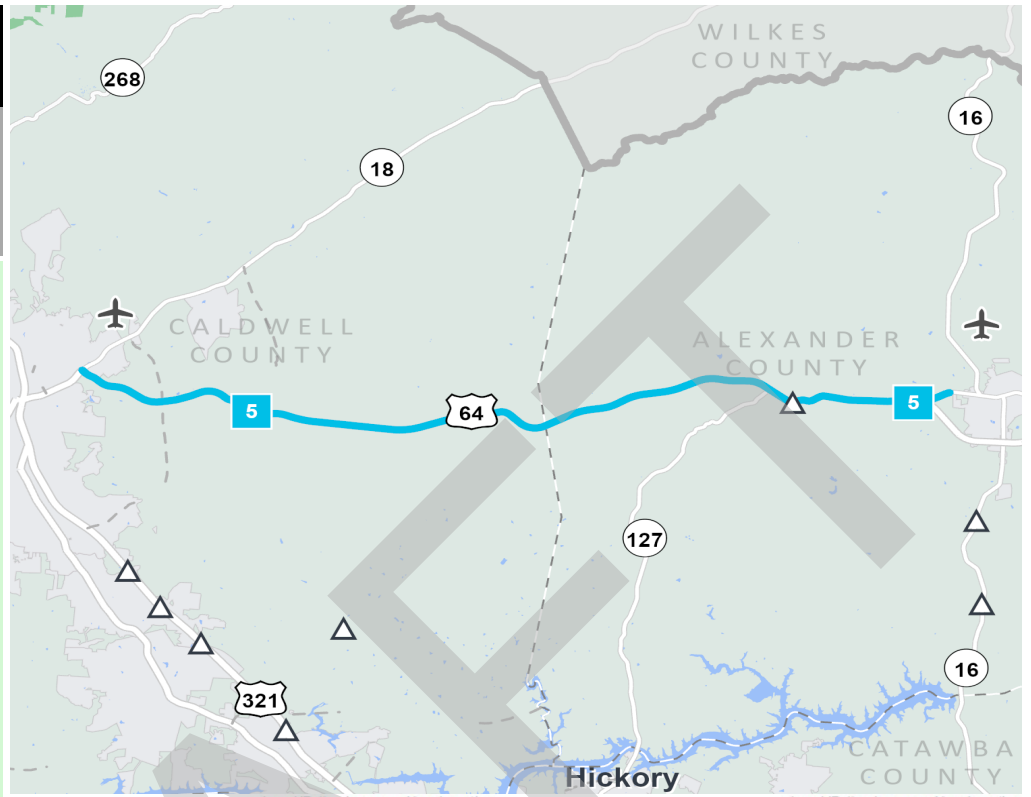 WILKES
COUNTY
268
16
18
CALDWELL
COUNTY
ALEXANDER
COUNTY
5
64
5
127
16
321
CATAWBA
COUNTY
Hickory